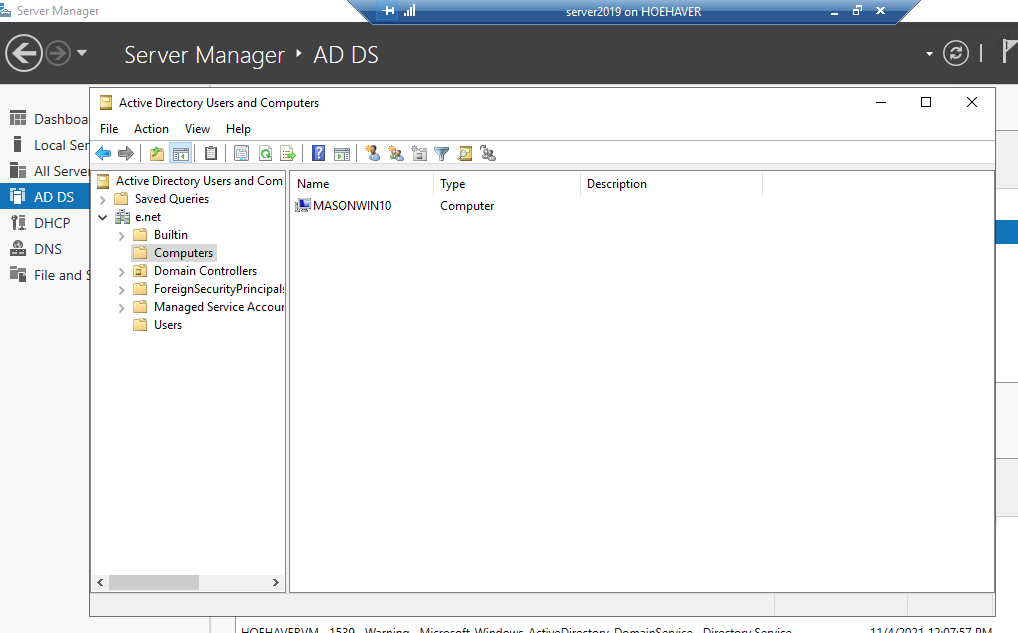 Server Manager
server2019 on HOEHAVER
Server Manager • AD DS
Active Directory Users and Computers
File Action View Help
Dashboa
Local Ser
All Server
AD DS
DHCP
DNS
File and S
Active Directory Users and Com
Saved Queries
e.net
Builtin
Computers
Domain Controllers
ForeignSecurityPrincipals
Managed Service Accour
Users
Name Type Description
MASONWIN10 Computer
HOEHAVERVM 1539 Warning Microsoft-Windows-ActiveDirectory_DomainService Directory Service 11/4/2021 12:07:57 PM